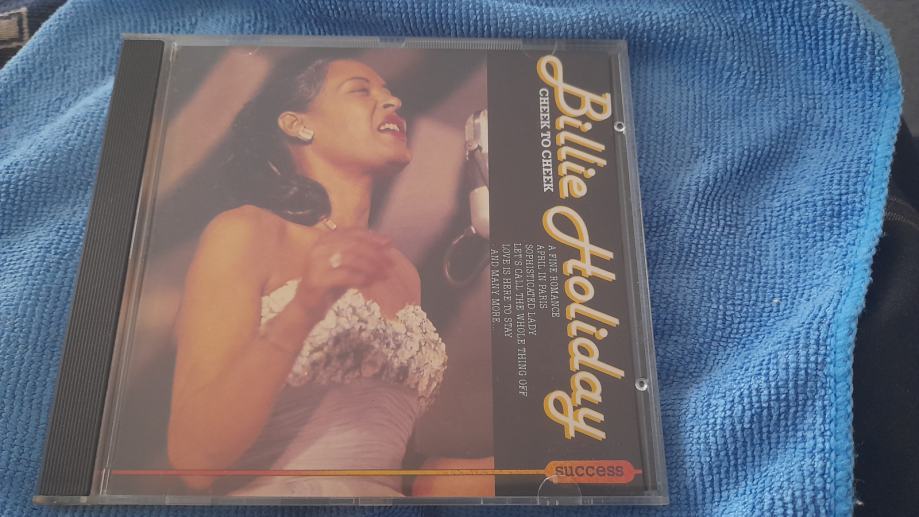 Billie Holiday
CHEEK TO CHEEK
A FINE ROMANCE
APRIL IN PARIS
SOPHISTICATED LADY
LET'S CALL THE WHOLE THING OFF
LOVE IS HERE TO STAY
...AND MANY MORE...
success